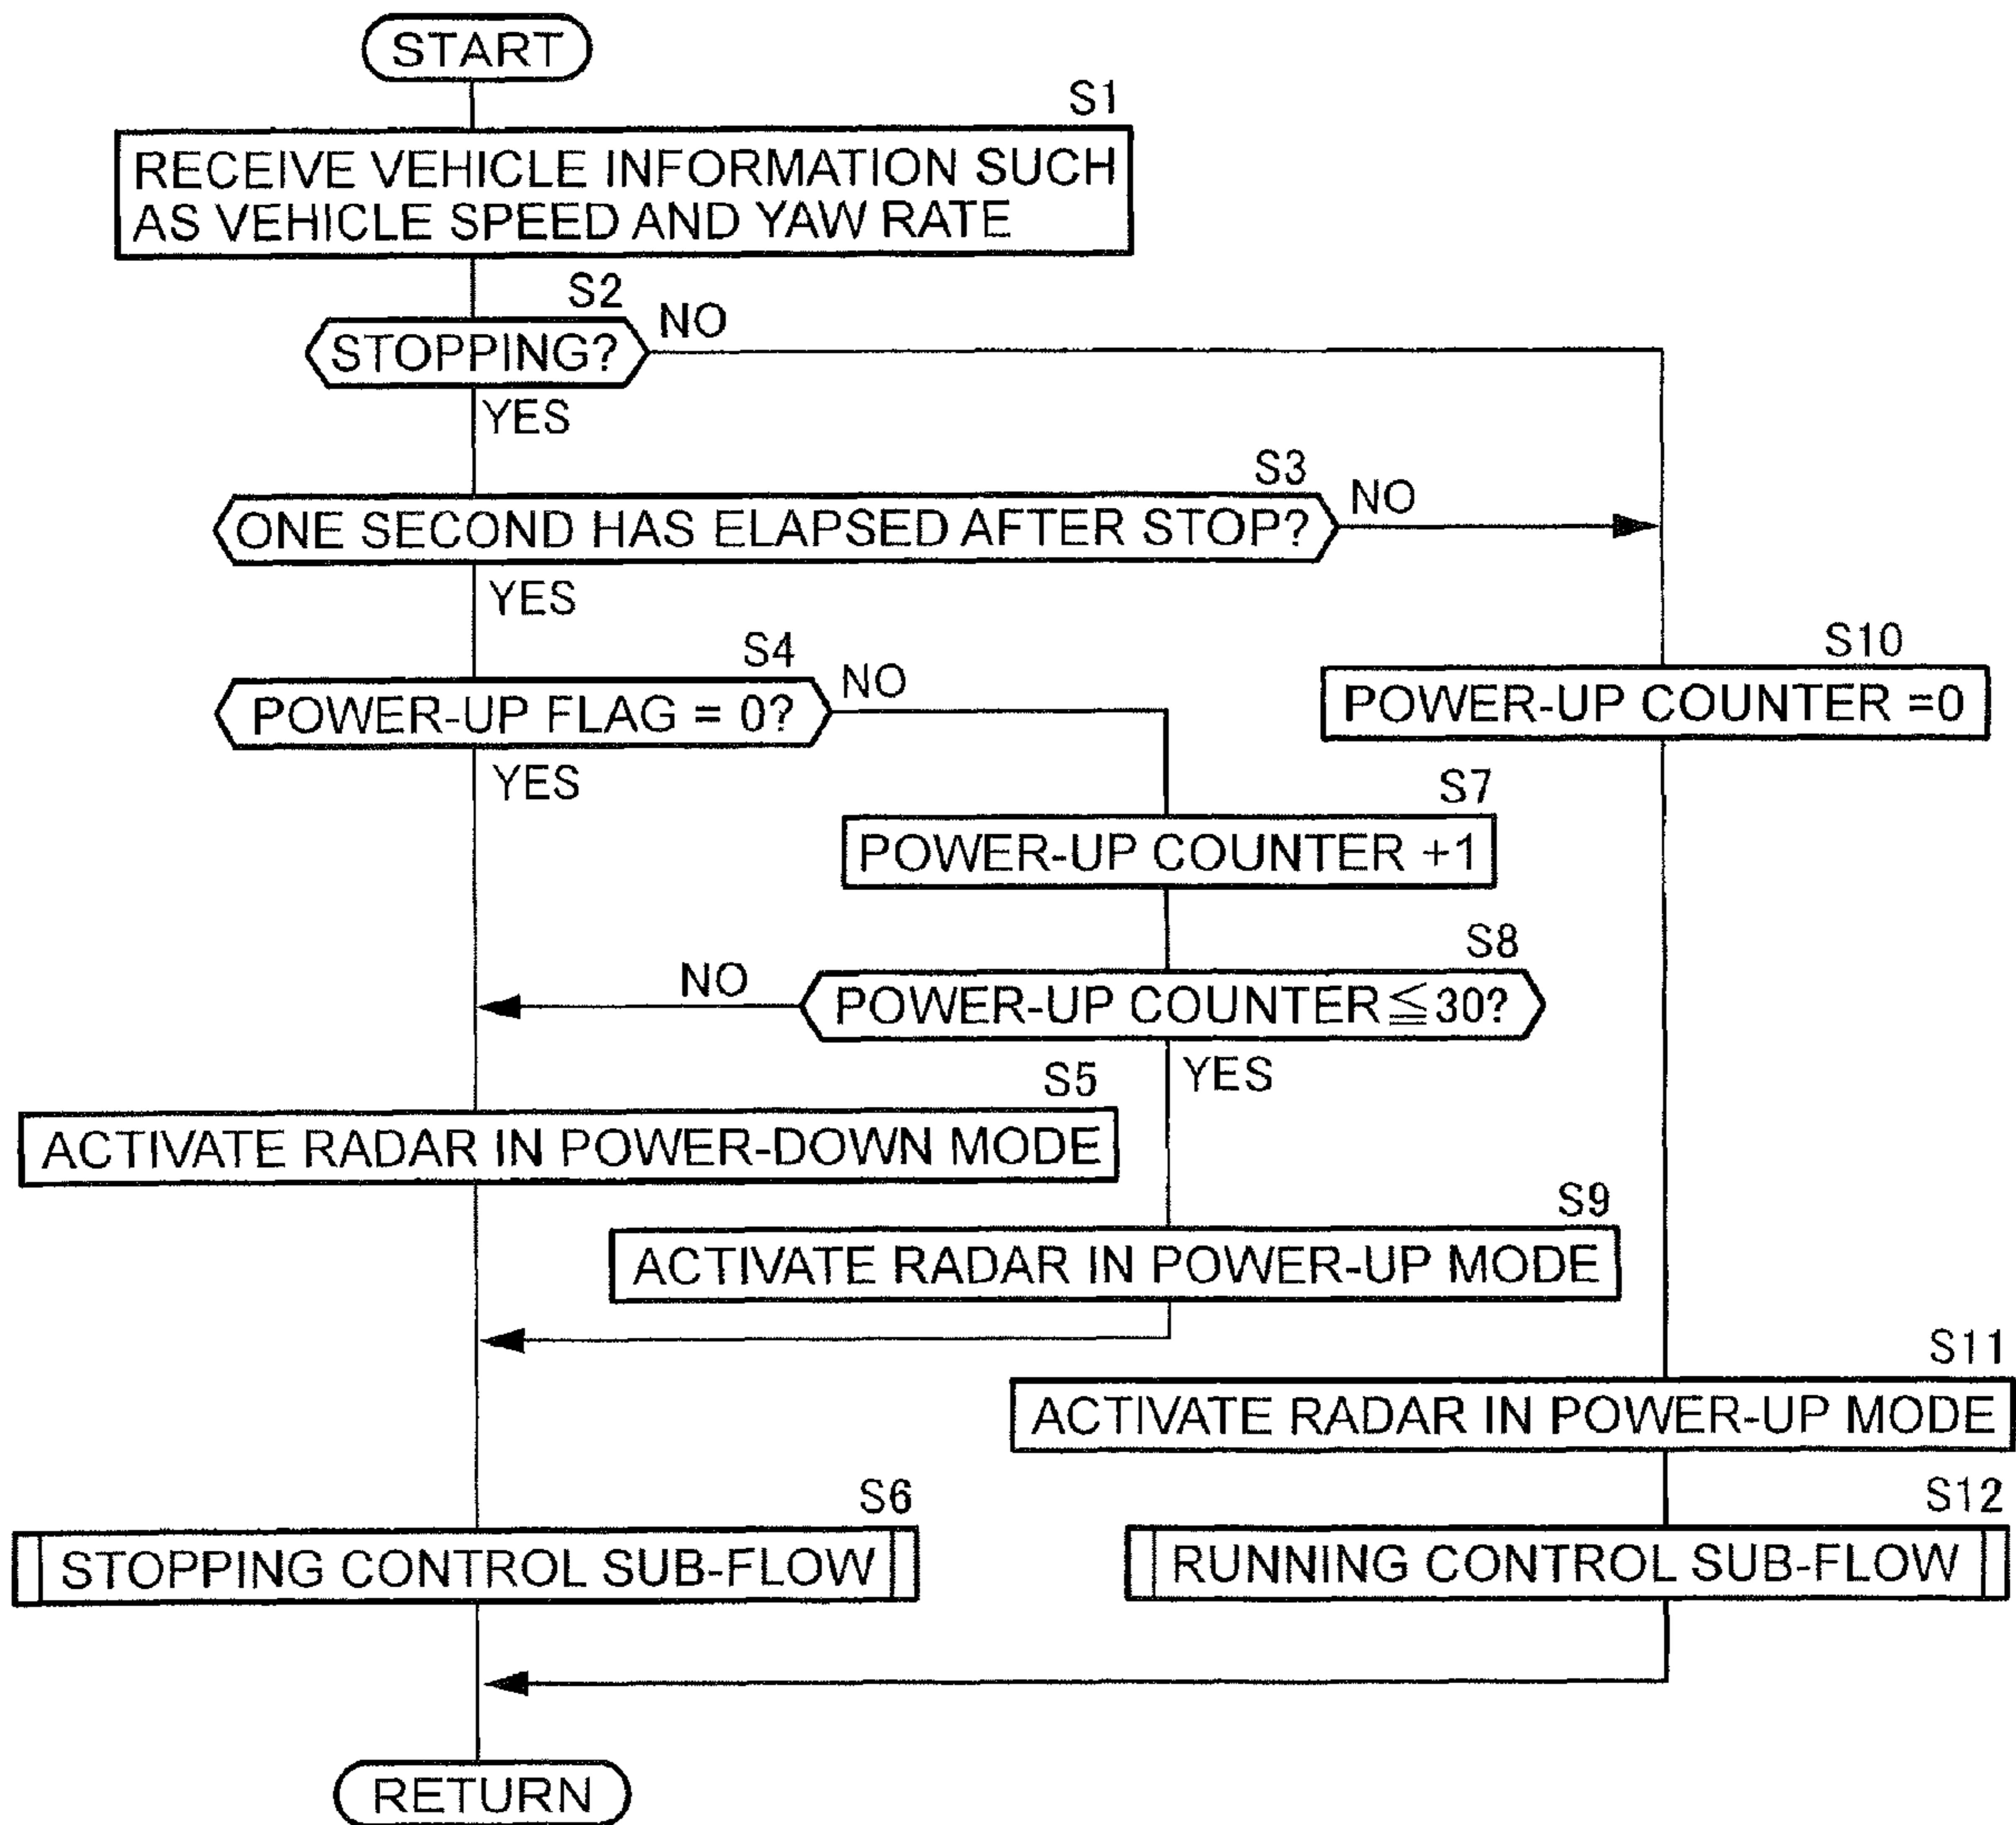 START
S1
RECEIVE VEHICLE INFORMATION SUCH
AS VEHICLE SPEED AND YAW RATE
S2
STOPPING?
NO
YES
S3
ONE SECOND HAS ELAPSED AFTER STOP?
NO
YES
S4
POWER-UP FLAG = 0?
NO
YES
S10
POWER-UP COUNTER =0
S7
POWER-UP COUNTER +1
S8
POWER-UP COUNTER≦30?
NO
YES
S5
ACTIVATE RADAR IN POWER-DOWN MODE
S9
ACTIVATE RADAR IN POWER-UP MODE
S11
ACTIVATE RADAR IN POWER-UP MODE
S6
STOPPING CONTROL SUB-FLOW
S12
RUNNING CONTROL SUB-FLOW
RETURN